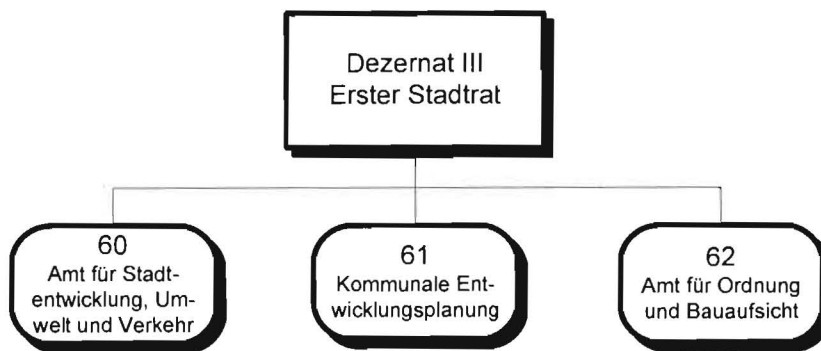 Dezernat III
Erster Stadtrat
60
Amt für Stadt-
entwicklung, Um-
welt und Verkehr
61
Kommunale Ent-
wicklungsplanung
62
Amt für Ordnung
und Bauaufsicht